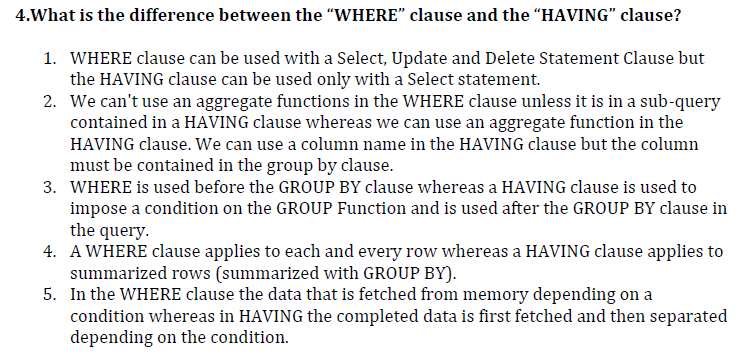 4.What is the difference between the “WHERE” clause and the “HAVING” clause?
1. WHERE clause can be used with a Select, Update and Delete Statement Clause but
the HAVING clause can be used only with a Select statement.
2. We can't use an aggregate functions in the WHERE clause unless it is in a sub-query
contained in a HAVING clause whereas we can use an aggregate function in the
HAVING clause. We can use a column name in the HAVING clause but the column
must be contained in the group by clause.
3. WHERE is used before the GROUP BY clause whereas a HAVING clause is used to
impose a condition on the GROUP Function and is used after the GROUP BY clause in
the query.
4. A WHERE clause applies to each and every row whereas a HAVING clause applies to
summarized rows (summarized with GROUP BY).
5. In the WHERE clause the data that is fetched from memory depending on a
condition whereas in HAVING the completed data is first fetched and then separated
depending on the condition.